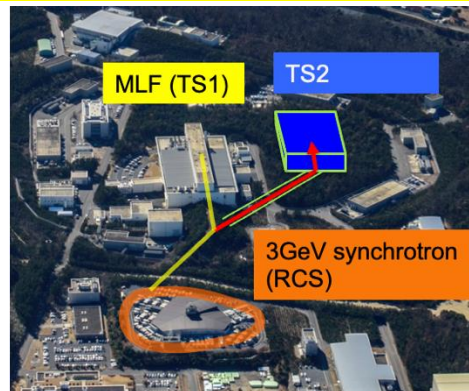 MLF (TS1)
TS2
3GeV synchrotron
(RCS)